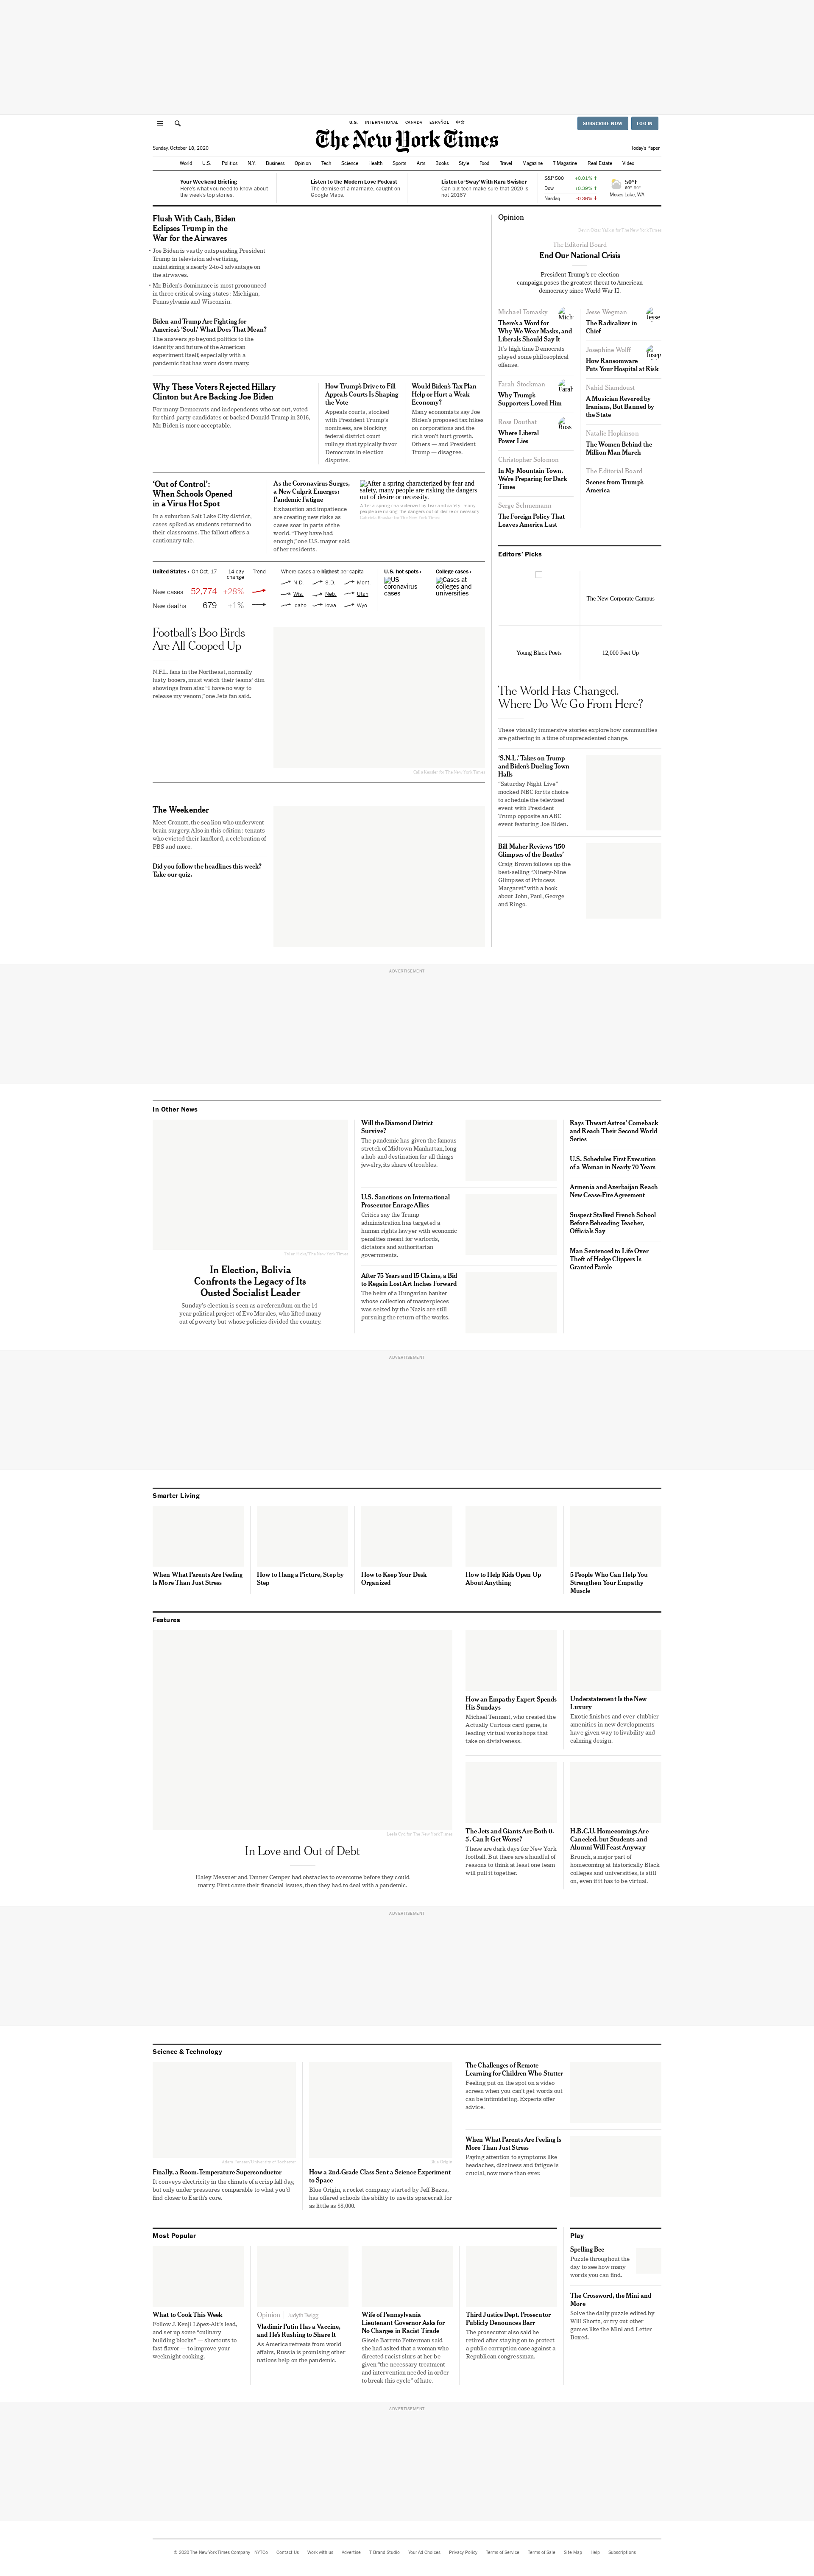 U.S. INTERNATIONAL CANADA ESPAÑOL 中文
SUBSCRIBE NOW LOG IN
The New York Times
Sunday, October 18, 2020
Today's Paper
World U.S. Politics N.Y. Business Opinion Tech Science Health Sports Arts Books Style Food Travel Magazine T Magazine Real Estate Video
Your Weekend Briefing
Here's what you need to know about
the week's top stories.
Listen to the Modern Love Podcast
The demise of a marriage, caught on
Google Maps.
Listen to 'Sway' With Kara Swisher
Can big tech make sure that 2020 is
not 2016?
S&P 500 +0.01% ↑
Dow +0.39% ↑
Nasdaq -0.36% ↓
50°F
Moses Lake, WA
Flush With Cash, Biden
Eclipses Trump in the
War for the Airwaves
• Joe Biden is vastly outspending President
Trump in television advertising,
maintaining a nearly 2-to-1 advantage on
the airwaves.
• Mr. Biden's dominance is most pronounced
in three critical swing states: Michigan,
Pennsylvania and Wisconsin.
Biden and Trump Are Fighting for
America's 'Soul.' What Does That Mean?
The answers go beyond politics to the
identity and future of the American
experiment itself, especially with a
pandemic that has worn down many.
Why These Voters Rejected Hillary
Clinton but Are Backing Joe Biden
For many Democrats and independents who sat out, voted
for third-party candidates or backed Donald Trump in 2016,
Mr. Biden is more acceptable.
How Trump's Drive to Fill
Appeals Courts Is Shaping
the Vote
Appeals courts, stocked
with President Trump's
nominees, are blocking
federal district court
rulings that typically favor
Democrats in election
disputes.
Would Biden's Tax Plan
Help or Hurt a Weak
Economy?
Many economists say Joe
Biden's proposed tax hikes
on corporations and the
rich won't hurt growth.
Others — and President
Trump — disagree.
'Out of Control':
When Schools Opened
in a Virus Hot Spot
In a suburban Salt Lake City district,
cases spiked as students returned to
their classrooms. The fallout offers a
cautionary tale.
As the Coronavirus Surges,
a New Culprit Emerges:
Pandemic Fatigue
Exhaustion and impatience
are creating new risks as
cases soar in parts of the
world. "They have had
enough," one U.S. mayor said
of her residents.
After a spring characterized by fear and
safety, many people are risking the dangers
out of desire or necessity.
After a spring characterized by fear and safety, many
people are risking the dangers out of desire or necessity.
United States › On Oct. 17 14-day
change Trend
New cases 52,774 +28%
New deaths 679 +1%
Where cases are highest per capita
N.D. S.D. Mont.
Wis. Neb. Utah
Idaho Iowa Wyo.
U.S. hot spots ›
US
coronavirus
cases
College cases ›
Cases at
colleges and
universities
Football's Boo Birds
Are All Cooped Up
N.F.L. fans in the Northeast, normally
lusty booers, must watch their teams' dim
showings from afar. "I have no way to
release my venom," one Jets fan said.
The Weekender
Meet Cronutt, the sea lion who underwent
brain surgery. Also in this edition: tenants
who evicted their landlord, a celebration of
PBS and more.
Did you follow the headlines this week?
Take our quiz.
Opinion
The Editorial Board
End Our National Crisis
President Trump's re-election
campaign poses the greatest threat to American
democracy since World War II.
Michael Tomasky
There's a Word for
Why We Wear Masks, and
Liberals Should Say It
It's high time Democrats
played some philosophical
offense.
Farah Stockman
Why Trump's
Supporters Loved Him
Ross Douthat
Where Liberal
Power Lies
Christopher Solomon
In My Mountain Town,
We're Preparing for Dark
Times
Serge Schmemann
The Foreign Policy That
Leaves America Last
Jesse Wegman
The Radicalizer in
Chief
Josephine Wolff
How Ransomware
Puts Your Hospital at Risk
Nahid Siamdoust
A Musician Revered by
Iranians, But Banned by
the State
Natalie Hopkinson
The Women Behind the
Million Man March
The Editorial Board
Scenes from Trump's
America
Editors' Picks
The New Corporate Campus
Young Black Poets
12,000 Feet Up
The World Has Changed.
Where Do We Go From Here?
These visually immersive stories explore how communities
are gathering in a time of unprecedented change.
'S.N.L.' Takes on Trump
and Biden's Dueling Town
Halls
"Saturday Night Live"
mocked NBC for its choice
to schedule the televised
event with President
Trump opposite an ABC
event featuring Joe Biden.
Bill Maher Reviews '150
Glimpses of the Beatles'
Craig Brown follows up the
best-selling "Ninety-Nine
Glimpses of Princess
Margaret" with a book
about John, Paul, George
and Ringo.
ADVERTISEMENT
In Other News
In Election, Bolivia
Confronts the Legacy of Its
Ousted Socialist Leader
Sunday's election is seen as a referendum on the 14-
year political project of Evo Morales, who lifted many
out of poverty but whose policies divided the country.
Will the Diamond District
Survive?
The pandemic has given the famous
stretch of Midtown Manhattan, long
a hub and destination for all things
jewelry, its share of troubles.
U.S. Sanctions on International
Prosecutor Enrage Allies
Critics say the Trump
administration has targeted a
human rights lawyer with economic
penalties meant for warlords,
dictators and authoritarian
governments.
After 75 Years and 15 Claims, a Bid
to Regain Lost Art Inches Forward
The heirs of a Hungarian banker
whose collection of masterpieces
was seized by the Nazis are still
pursuing the return of the works.
Rays Thwart Astros' Comeback
and Reach Their Second World
Series
U.S. Schedules First Execution
of a Woman in Nearly 70 Years
Armenia and Azerbaijan Reach
New Cease-Fire Agreement
Suspect Stalked French School
Before Beheading Teacher,
Officials Say
Man Sentenced to Life Over
Theft of Hedge Clippers Is
Granted Parole
ADVERTISEMENT
Smarter Living
When What Parents Are Feeling
Is More Than Just Stress
How to Hang a Picture, Step by
Step
How to Keep Your Desk
Organized
How to Help Kids Open Up
About Anything
5 People Who Can Help You
Strengthen Your Empathy
Muscle
Features
In Love and Out of Debt
Haley Messner and Tanner Cemper had obstacles to overcome before they could
marry. First came their financial issues, then they had to deal with a pandemic.
How an Empathy Expert Spends
His Sundays
Michael Tennant, who created the
Actually Curious card game, is
leading virtual workshops that
take on divisiveness.
Understatement Is the New
Luxury
Exotic finishes and ever-clubbier
amenities in new developments
have given way to livability and
calming design.
The Jets and Giants Are Both 0-
5. Can It Get Worse?
These are dark days for New York
football. But there are a handful of
reasons to think at least one team
will pull it together.
H.B.C.U. Homecomings Are
Canceled, but Students and
Alumni Will Feast Anyway
Brunch, a major part of
homecoming at historically Black
colleges and universities, is still
on, even if it has to be virtual.
ADVERTISEMENT
Science & Technology
Finally, a Room-Temperature Superconductor
It conveys electricity in the climate of a crisp fall day,
but only under pressures comparable to what you'd
find closer to Earth's core.
Blue Origin
How a 2nd-Grade Class Sent a Science Experiment
to Space
Blue Origin, a rocket company started by Jeff Bezos,
has offered schools the ability to use its spacecraft for
as little as $8,000.
The Challenges of Remote
Learning for Children Who Stutter
Feeling put on the spot on a video
screen when you can't get words out
can be intimidating. Experts offer
advice.
When What Parents Are Feeling Is
More Than Just Stress
Paying attention to symptoms like
headaches, dizziness and fatigue is
crucial, now more than ever.
Most Popular
What to Cook This Week
Follow J. Kenji López-Alt's lead,
and set up some "culinary
building blocks" — shortcuts to
fast flavor — to improve your
weeknight cooking.
Opinion | Judyth Twigg
Vladimir Putin Has a Vaccine,
and He's Rushing to Share It
As America retreats from world
affairs, Russia is promising other
nations help on the pandemic.
Wife of Pennsylvania
Lieutenant Governor Asks for
No Charges in Racist Tirade
Gisele Barreto Fetterman said
she had asked that a woman who
directed racist slurs at her be
given "the necessary treatment
and intervention needed in order
to break this cycle" of hate.
Third Justice Dept. Prosecutor
Publicly Denounces Barr
The prosecutor also said he
retired after staying on to protect
a public corruption case against a
Republican congressman.
Play
Spelling Bee
Puzzle throughout the
day to see how many
words you can find.
The Crossword, the Mini and
More
Solve the daily puzzle edited by
Will Shortz, or try out other
games like the Mini and Letter
Boxed.
ADVERTISEMENT
© 2020 The New York Times Company NYTCo Contact Us Work with us Advertise T Brand Studio Your Ad Choices Privacy Policy Terms of Service Terms of Sale Site Map Help Subscriptions